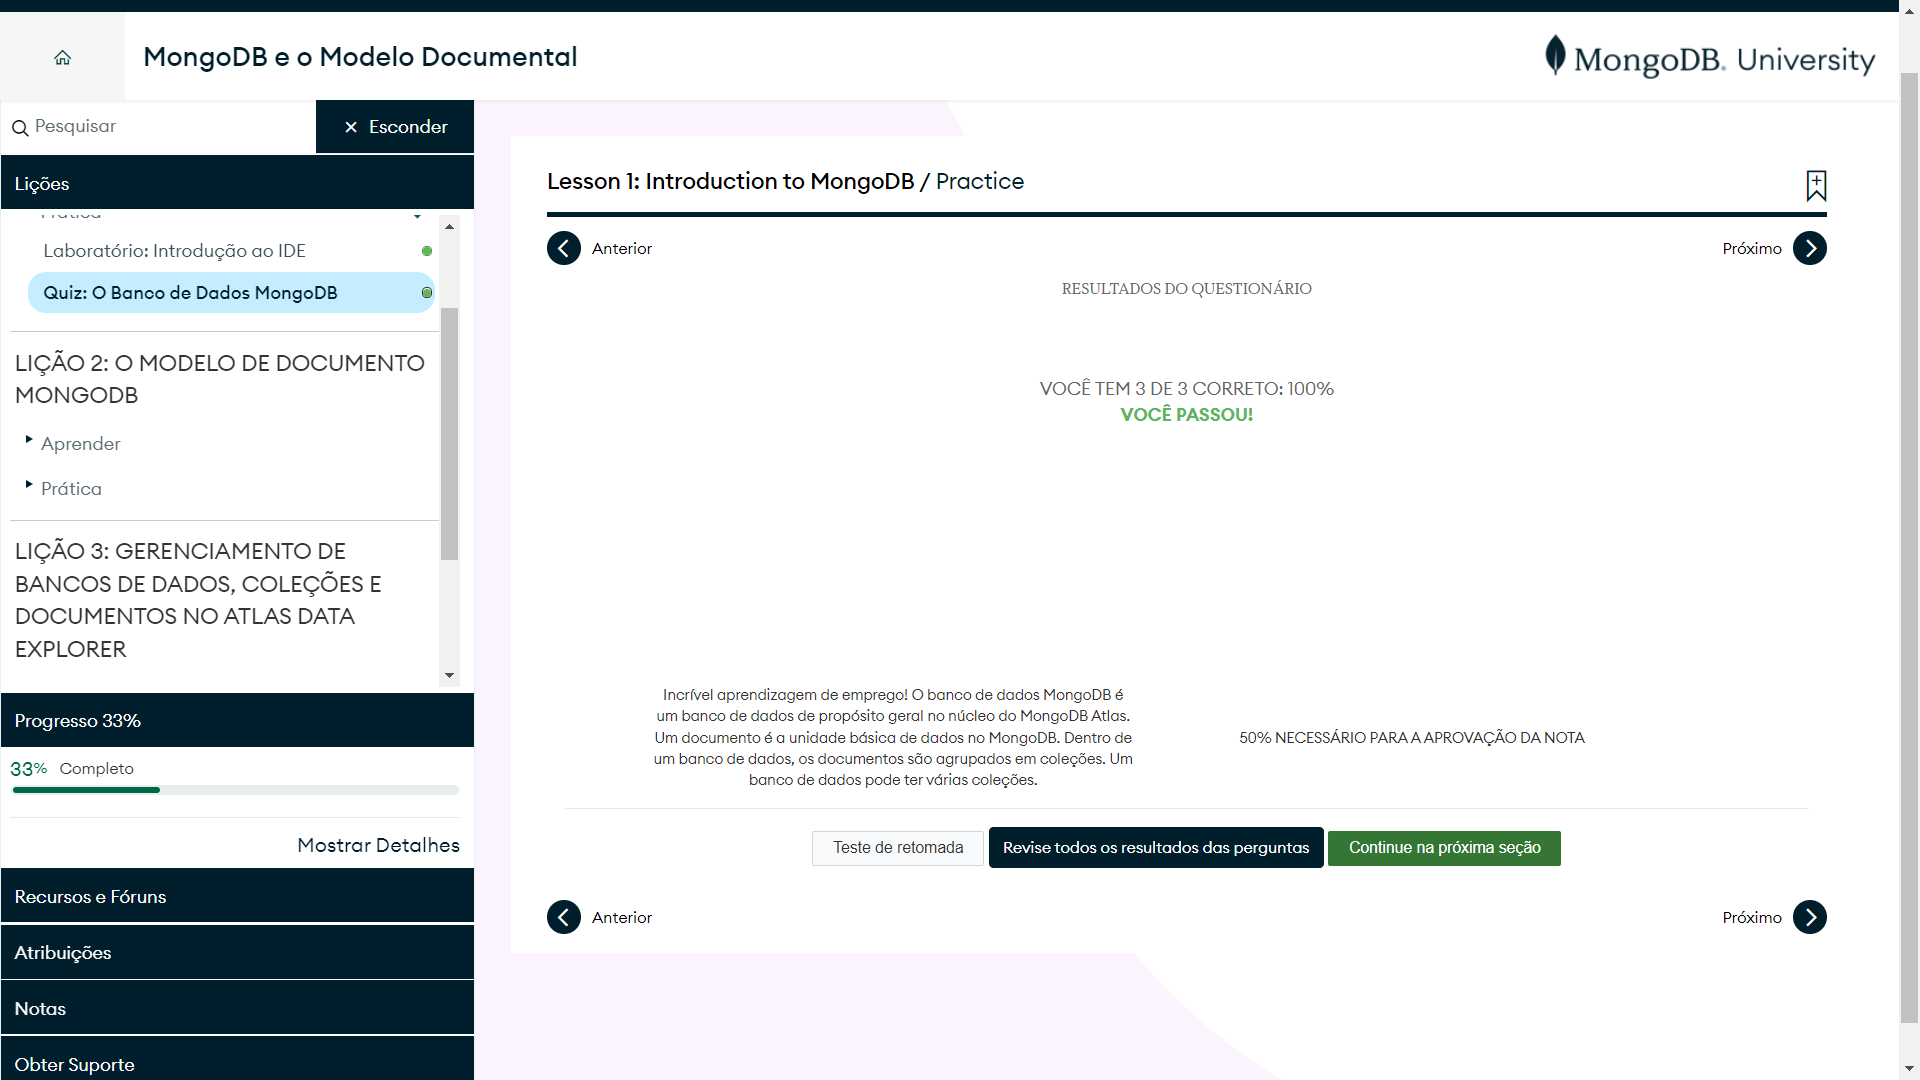 MongoDB e o Modelo Documental
MongoDB. University
Pesquisar
× Esconder
Lições
Prática
Laboratório: Introdução ao IDE
Quiz: O Banco de Dados MongoDB
LIÇÃO 2: O MODELO DE DOCUMENTO
MONGODB
Aprender
Prática
LIÇÃO 3: GERENCIAMENTO DE
BANCOS DE DADOS, COLEÇÕES E
DOCUMENTOS NO ATLAS DATA
EXPLORER
Progresso 33%
33% Completo
Mostrar Detalhes
Recursos e Fóruns
Atribuições
Notas
Obter Suporte
Lesson 1: Introduction to MongoDB / Practice
Anterior
Próximo
RESULTADOS DO QUESTIONÁRIO
VOCÊ TEM 3 DE 3 CORRETO: 100%
VOCÊ PASSOU!
Incrível aprendizagem de emprego! O banco de dados MongoDB é
um banco de dados de propósito geral no núcleo do MongoDB Atlas.
Um documento é a unidade básica de dados no MongoDB. Dentro de
um banco de dados, os documentos são agrupados em coleções. Um
banco de dados pode ter várias coleções.
50% NECESSÁRIO PARA A APROVAÇÃO DA NOTA
Teste de retomada
Revise todos os resultados das perguntas
Continue na próxima seção
Anterior
Próximo